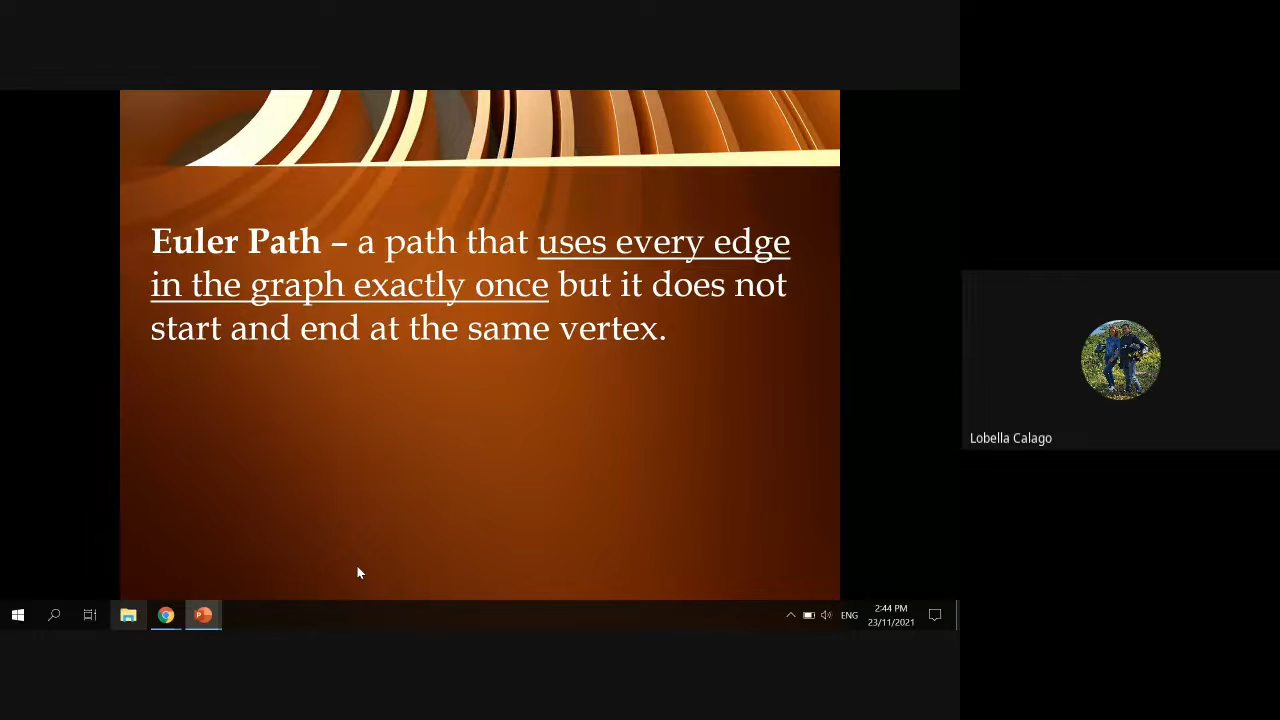 Euler Path – a path that uses every edge
in the graph exactly once but it does not
start and end at the same vertex.
Lobella Calago
ENG
2:44 PM
23/11/2021